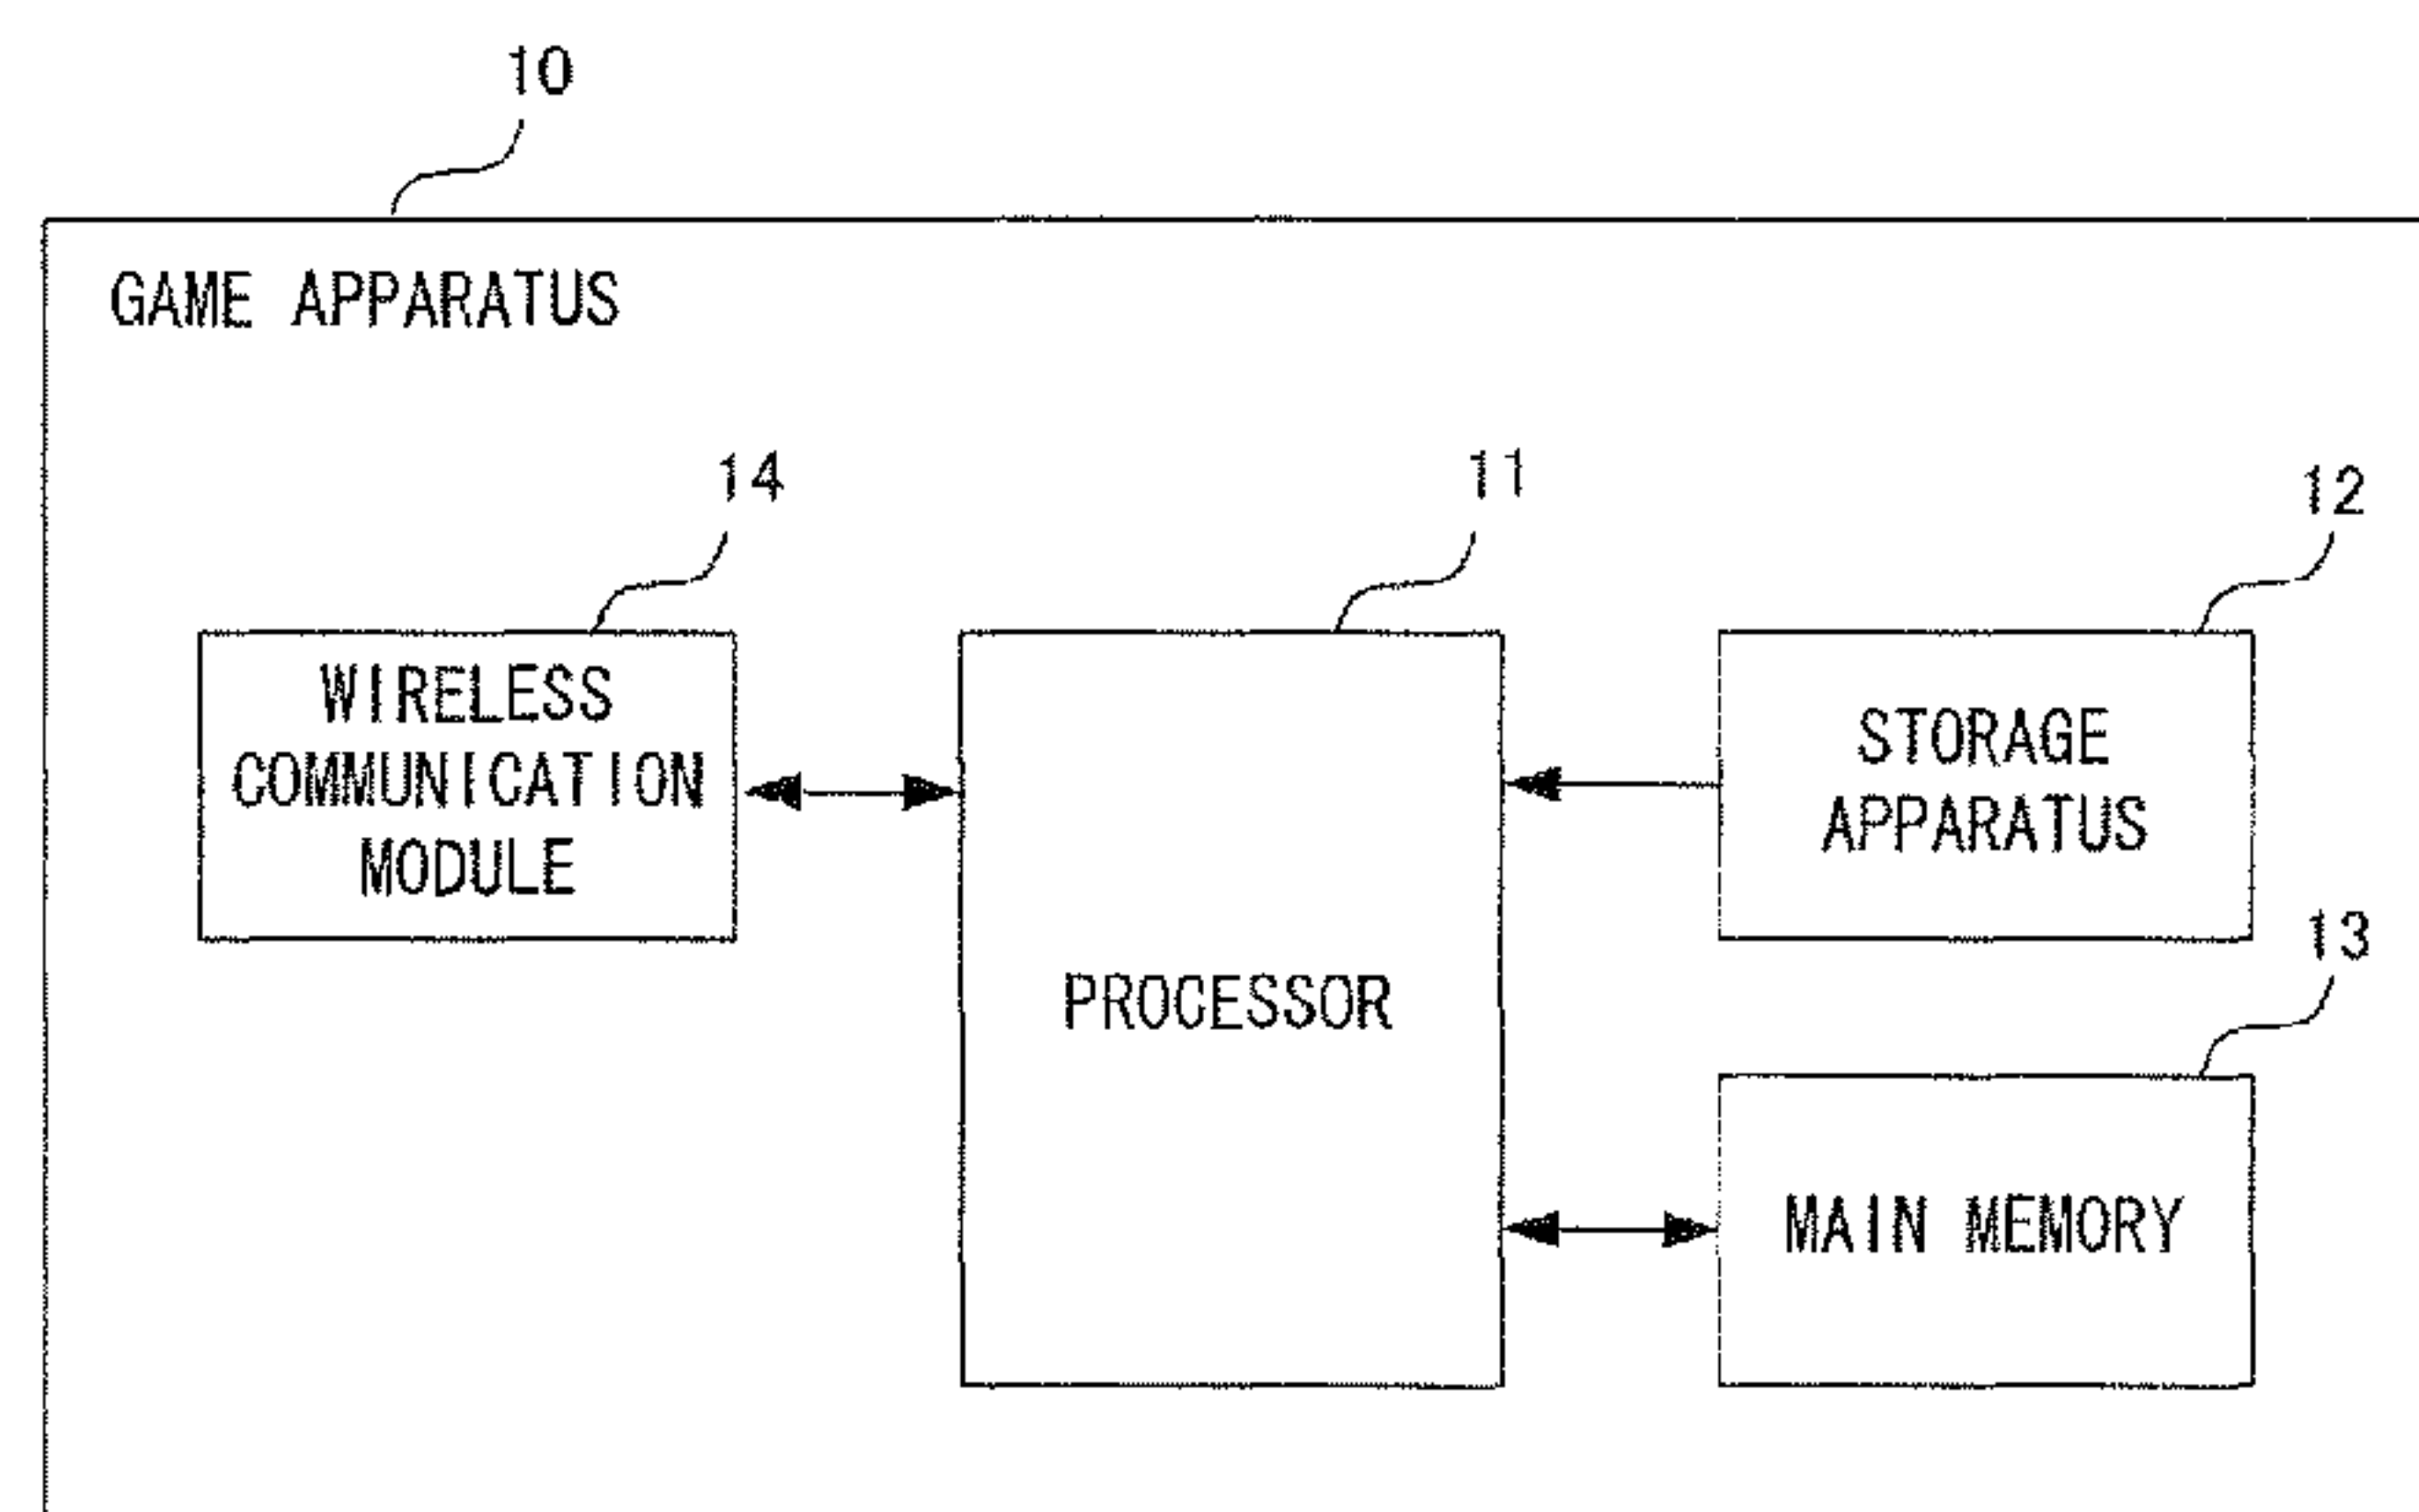 10
GAME APPARATUS
14
11
12
WIRELESS
COMMUNICATION
MODULE
STORAGE
APPARATUS
13
PROCESSOR
MAIN MEMORY